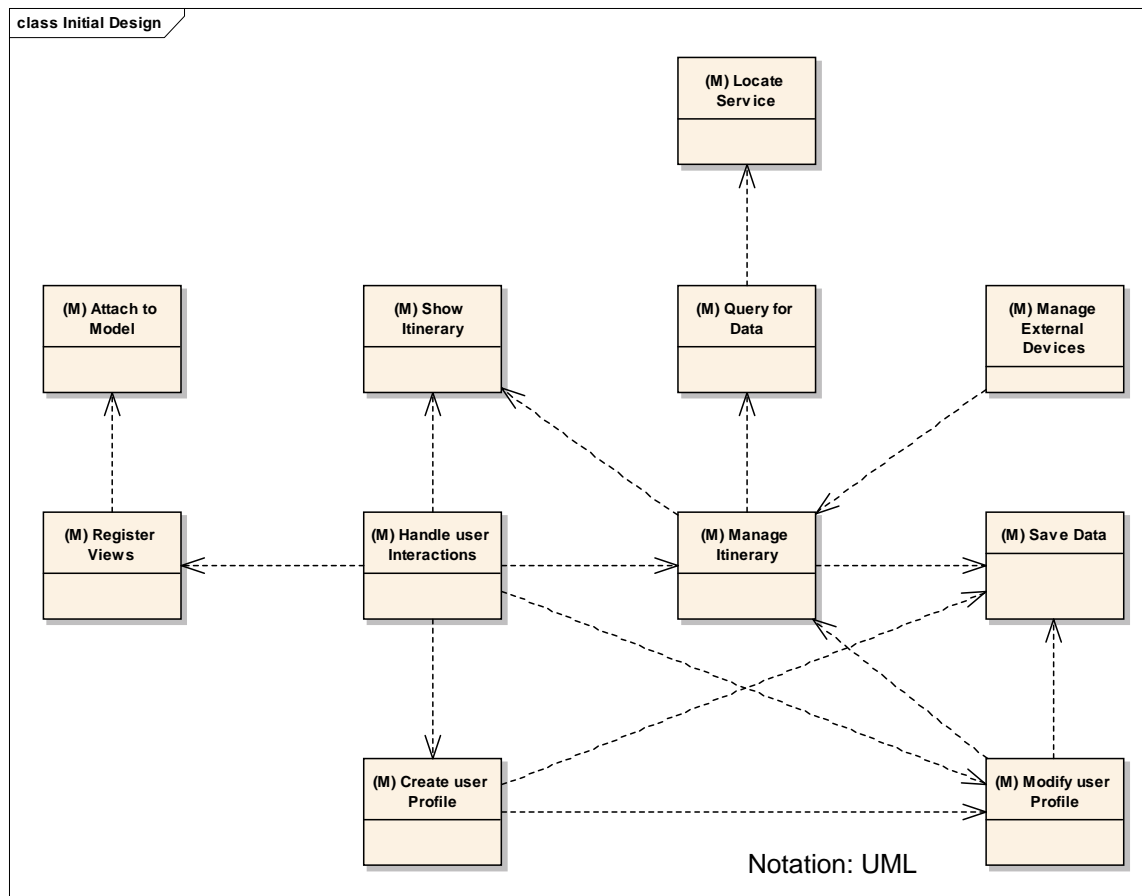 class Initial Design
(M) Locate
Service
(M) Attach to
Model
(M) Show
Itinerary
(M) Query for
Data
(M) Manage
External
Devices
(M) Register
Views
(M) Handle user
Interactions
(M) Manage
Itinerary
(M) Save Data
(M) Create user
Profile
(M) Modify user
Profile
Notation: UML